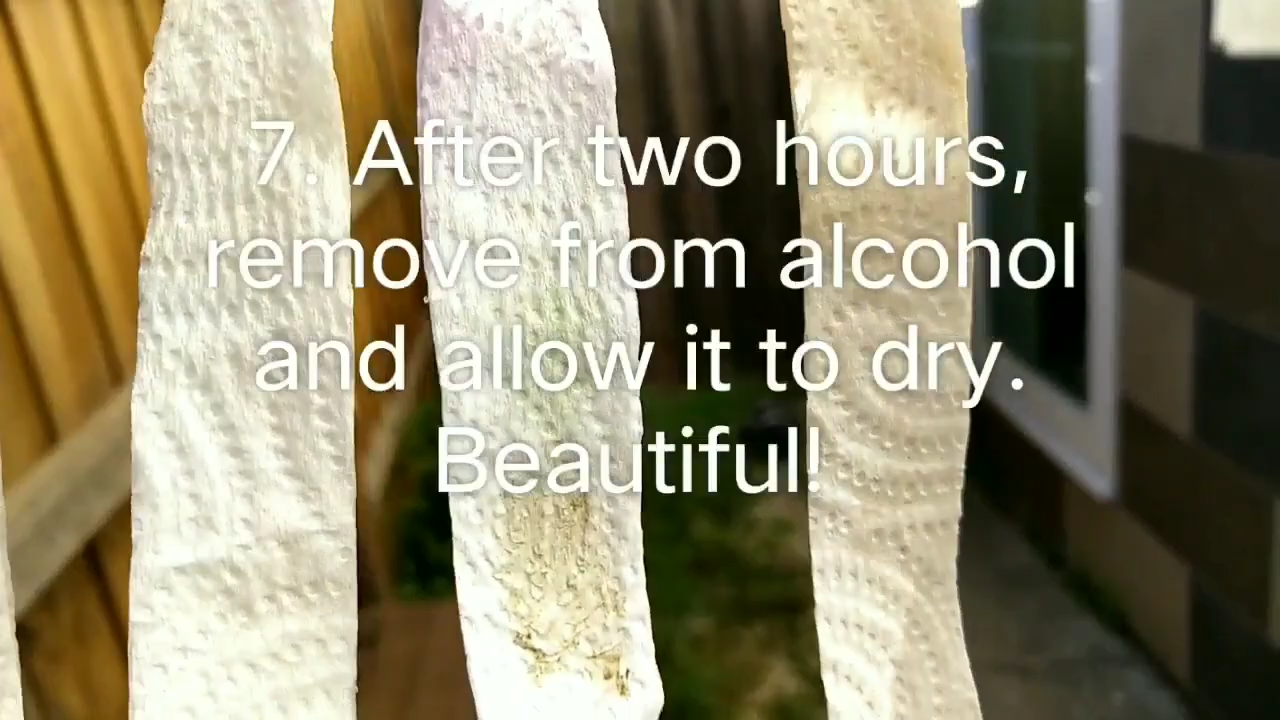 7. After two hours,
remove from alcohol
and allow it to dry.
Beautiful!